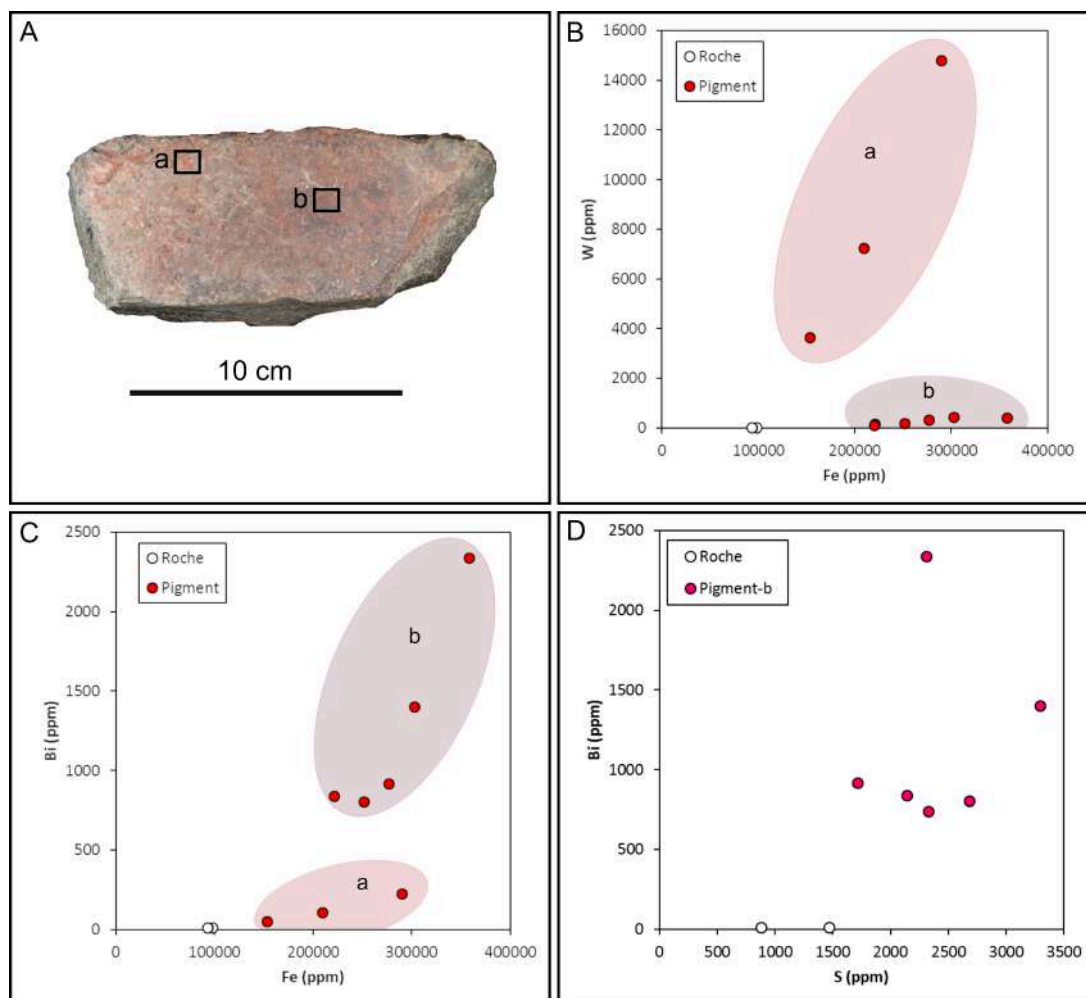 A
a
b
10 cm
B
Roche
Pigment
a
b
W (ppm)
16000
14000
12000
10000
8000
6000
4000
2000
0
0 100000 200000 300000 400000
Fe (ppm)
C
Roche
Pigment
b
a
Bi (ppm)
2500
2000
1500
1000
500
0
0 100000 200000 300000 400000
Fe (ppm)
D
Roche
Pigment-b
Bi (ppm)
2500
2000
1500
1000
500
0
0 500 1000 1500 2000 2500 3000 3500
S (ppm)